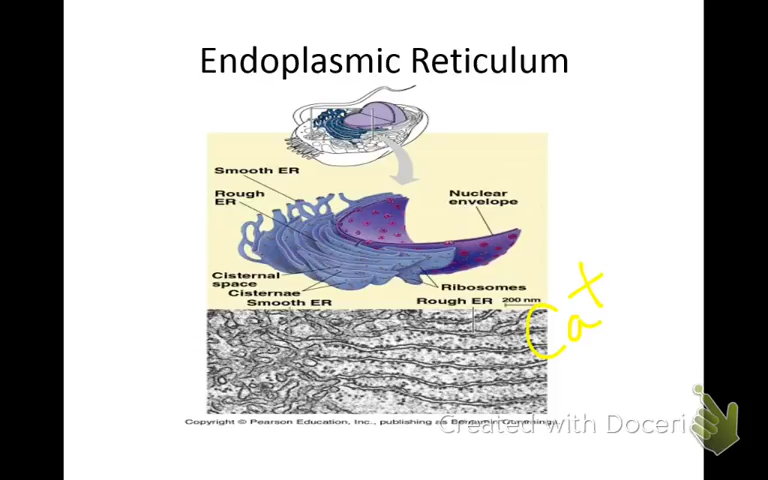 Endoplasmic Reticulum
Smooth ER
Rough
ER
Nuclear
envelope
Cisternal
space
Cisternae
Smooth ER
Ribosomes
Rough ER
200 nm
Ca+
Copyright © Pearson Education, Inc., publishing as Benjamin Cummings
Created with Doceri